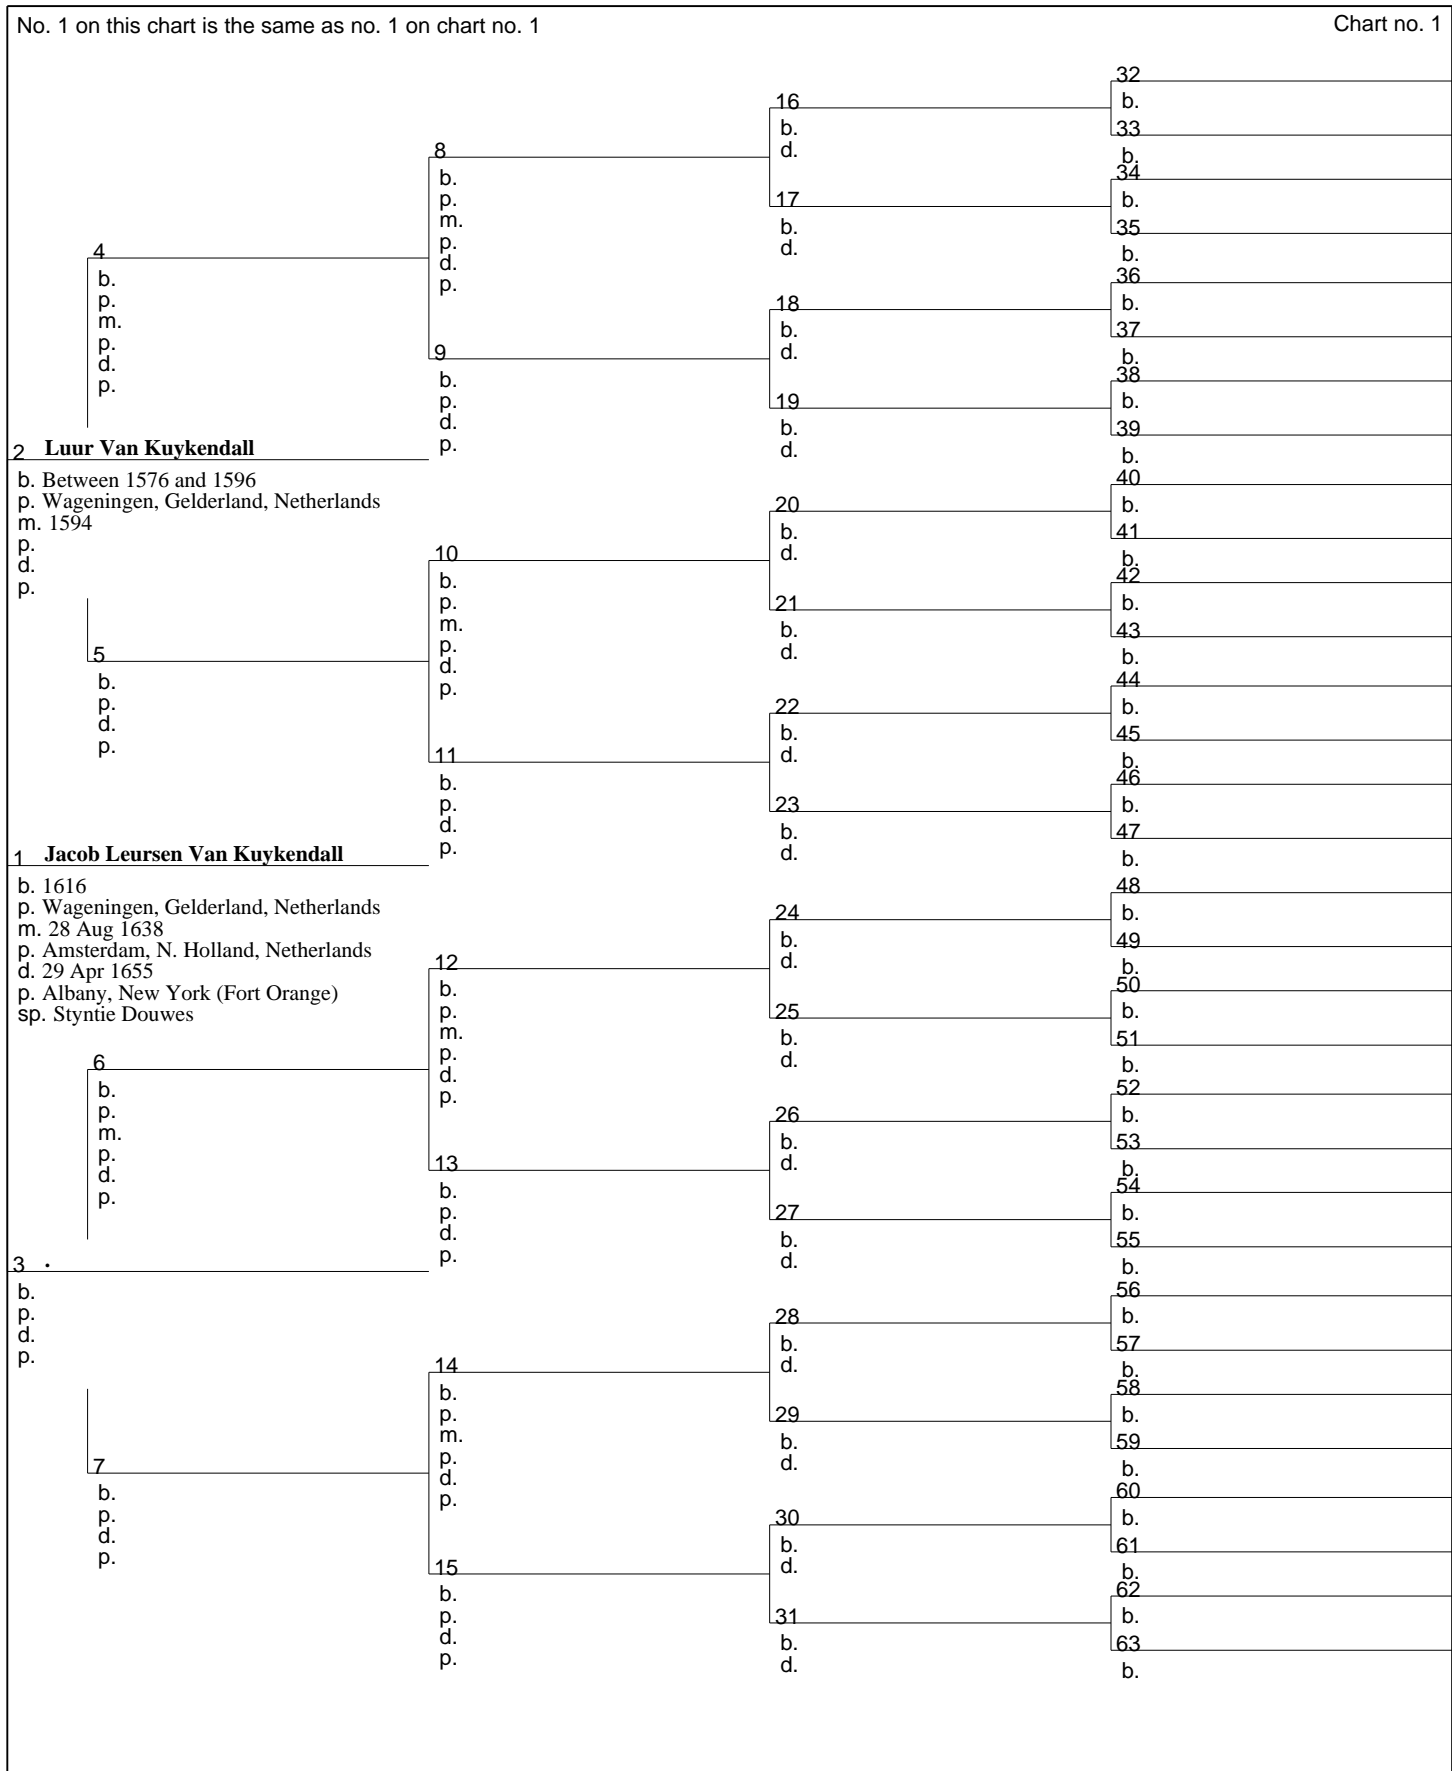 No. 1 on this chart is the same as no. 1 on chart no. 1
Chart no. 1
2 Luur Van Kuykendall
b. Between 1576 and 1596
p. Wageningen, Gelderland, Netherlands
m. 1594
p.
d.
p.
1 Jacob Leursen Van Kuykendall
b. 1616
p. Wageningen, Gelderland, Netherlands
m. 28 Aug 1638
p. Amsterdam, N. Holland, Netherlands
d. 29 Apr 1655
p. Albany, New York (Fort Orange)
sp. Styntie Douwes
3 .
b.
p.
d.
p.
4
b.
p.
m.
p.
d.
p.
5
b.
p.
d.
p.
6
b.
p.
m.
p.
d.
p.
7
b.
p.
d.
p.
8
b.
p.
m.
p.
d.
p.
9
b.
p.
d.
p.
10
b.
p.
m.
p.
d.
p.
11
b.
p.
d.
p.
12
b.
p.
m.
p.
d.
p.
13
b.
p.
d.
p.
14
b.
p.
m.
p.
d.
p.
15
b.
p.
d.
p.
16
b.
d.
17
b.
d.
18
b.
d.
19
b.
d.
20
b.
d.
21
b.
d.
22
b.
d.
23
b.
d.
24
b.
d.
25
b.
d.
26
b.
d.
27
b.
d.
28
b.
d.
29
b.
d.
30
b.
d.
31
b.
d.
32
b.
33
b.
34
b.
35
b.
36
b.
37
b.
38
b.
39
b.
40
b.
41
b.
42
b.
43
b.
44
b.
45
b.
46
b.
47
b.
48
b.
49
b.
50
b.
51
b.
52
b.
53
b.
54
b.
55
b.
56
b.
57
b.
58
b.
59
b.
60
b.
61
b.
62
b.
63
b.